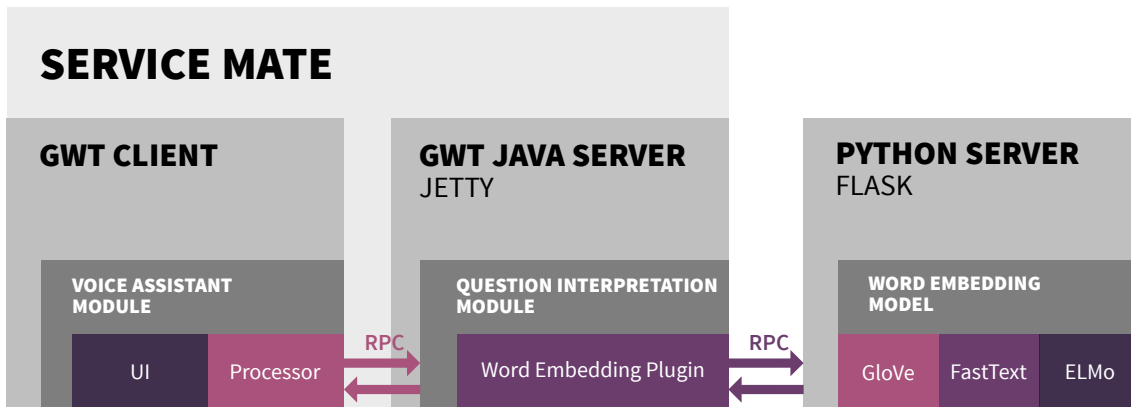 SERVICE MATE
GWT CLIENT
VOICE ASSISTANT
MODULE
UI
Processor
RPC
GWT JAVA SERVER
JETTY
QUESTION INTERPRETATION
MODULE
Word Embedding Plugin
RPC
PYTHON SERVER
FLASK
WORD EMBEDDING
MODEL
GloVe
FastText
ELMo